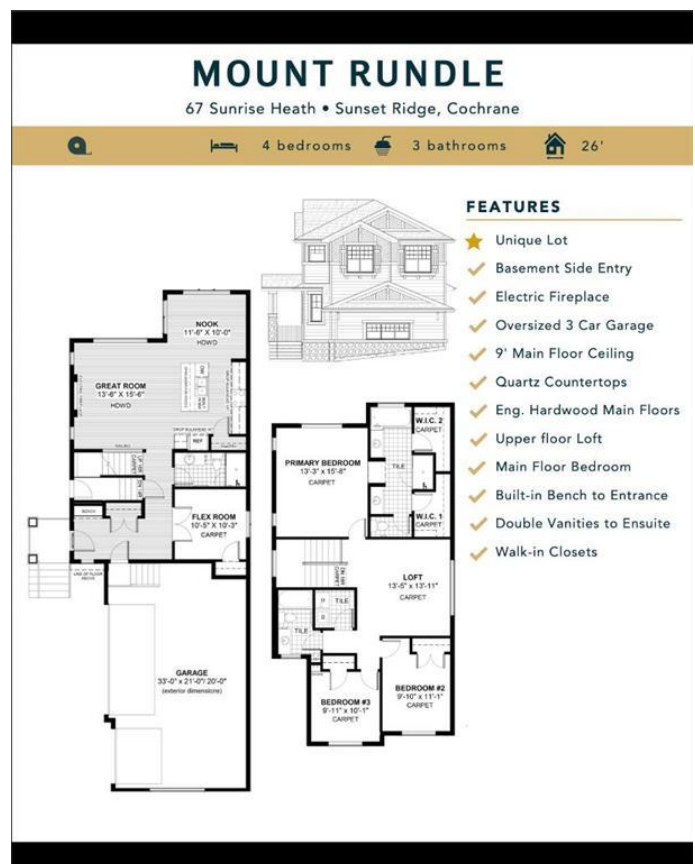 MOUNT RUNDLE
67 Sunrise Heath • Sunset Ridge, Cochrane
4 bedrooms
3 bathrooms
26'
FEATURES
Unique Lot
Basement Side Entry
Electric Fireplace
Oversized 3 Car Garage
9' Main Floor Ceiling
Quartz Countertops
Eng. Hardwood Main Floors
Upper floor Loft
Main Floor Bedroom
Built-in Bench to Entrance
Double Vanities to Ensuite
Walk-in Closets
NOOK
11'-6" X 10'-0"
HDWD
GREAT ROOM
13'-6" X 15'-6"
HDWD
REF
RAILING
BENCH
FLEX ROOM
10'-5" X 10'-3"
CARPET
LINE OF FLOOR
ABOVE
GARAGE
33'-0" x 21'-0"/ 20'-0"
(exterior dimensions)
W.I.C. 2
CARPET
PRIMARY BEDROOM
13'-3" x 15'-8"
CARPET
TILE
W.I.C. 1
CARPET
LOFT
13'-5" x 13'-11"
CARPET
TILE
TILE
BEDROOM #2
9'-10" x 11'-1"
CARPET
BEDROOM #3
9'-11" x 10'-1"
CARPET